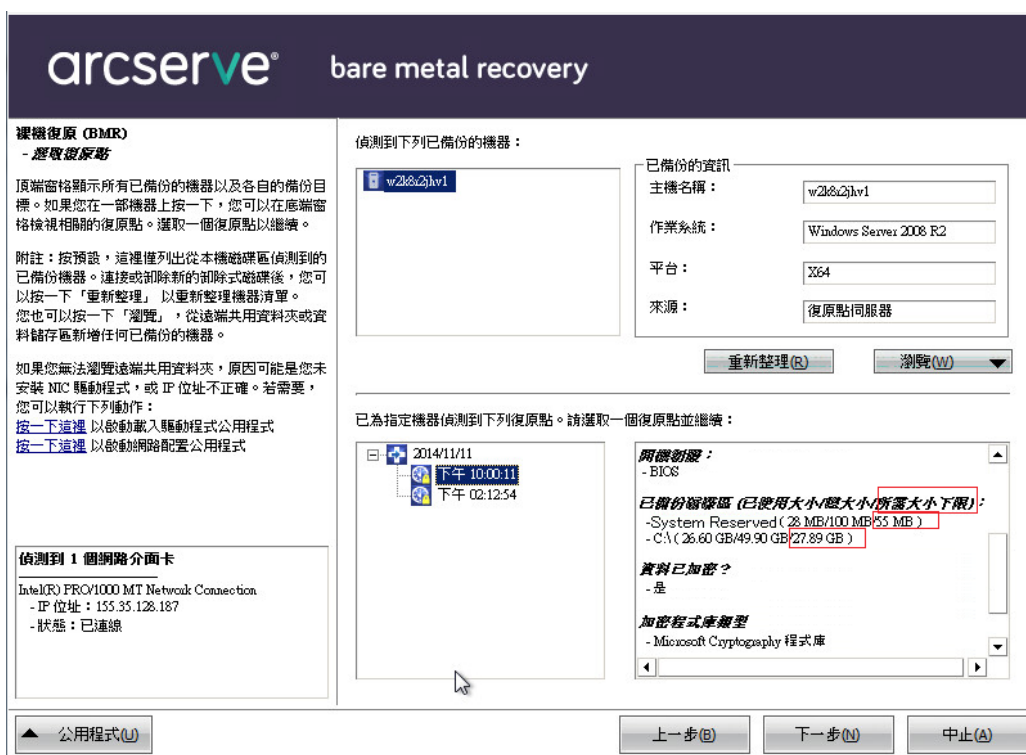 arcserve® bare metal recovery
裸機復原 (BMR)
- 選取復原點
頂端窗格顯示所有已備份的機器以及各自的備份目
標。如果您在一部機器上按一下，您可以在底端窗
格檢視相關的復原點。選取一個復原點以繼續。
附註：按預設，這裡僅列出從本機磁碟區偵測到的
已備份機器。連接或卸除新的卸除式磁碟後，您可
以按一下「重新整理」 以重新整理機器清單。
您也可以按一下「瀏覽」，從遠端共用資料夾或資
料儲存區新增任何已備份的機器。
如果您無法瀏覽遠端共用資料夾，原因可能是您未
安裝 NIC 驅動程式，或 IP 位址不正確。若需要，
您可以執行下列動作：
按一下這裡 以啟動載入驅動程式公用程式
按一下這裡 以啟動網路配置公用程式
偵測到 1 個網路介面卡
Intel(R) PRO/1000 MT Network Connection
- IP 位址：155.35.128.187
- 狀態：已連線
偵測到下列已備份的機器：
w2k8r2jhv1
已備份的資訊
主機名稱： w2k8r2jhv1
作業系統： Windows Server 2008 R2
平台： X64
來源： 復原點伺服器
重新整理(R) 瀏覽(W)
已為指定機器偵測到下列復原點。請選取一個復原點並繼續：
2014/11/11
下午 10:00:11
下午 02:12:54
開機韌體：
- BIOS
已備份磁碟區 (已使用大小/總大小/所需大小下限)：
-System Reserved ( 28 MB/100 MB/55 MB )
- C:\ ( 26.60 GB/49.90 GB/27.89 GB )
資料已加密？
- 是
加密程式庫類型
- Microsoft Cryptography 程式庫
公用程式(U) 上一步(B) 下一步(N) 中止(A)